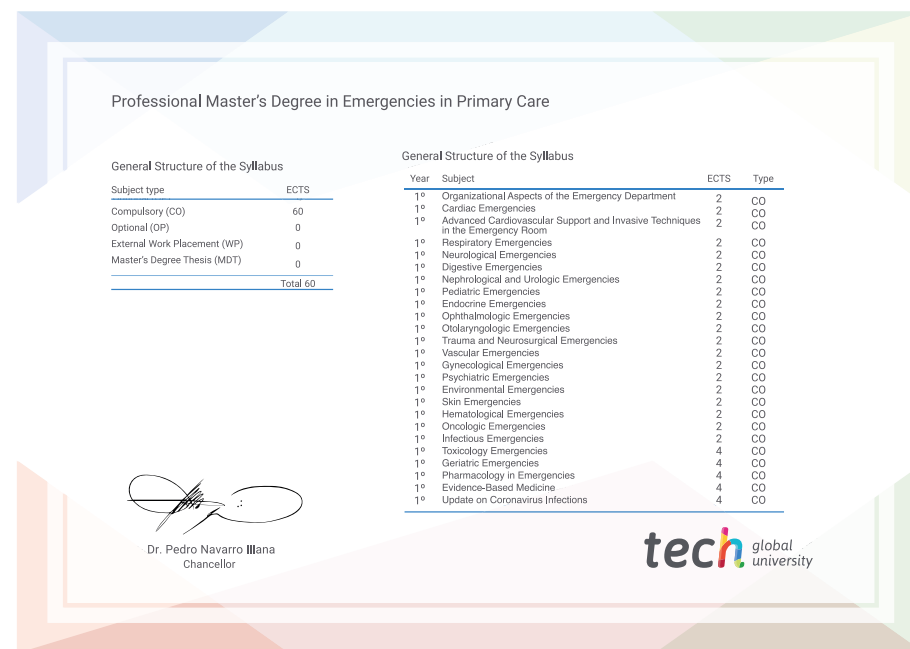 Professional Master's Degree in Emergencies in Primary Care
General Structure of the Syllabus
Subject type ECTS
Compulsory (CO) 60
Optional (OP) 0
External Work Placement (WP) 0
Master's Degree Thesis (MDT) 0
Total 60
General Structure of the Syllabus
Year Subject ECTS Type
1º Organizational Aspects of the Emergency Department 2 CO
1º Cardiac Emergencies 2 CO
1º Advanced Cardiovascular Support and Invasive Techniques 2 CO
in the Emergency Room
1º Respiratory Emergencies 2 CO
1º Neurological Emergencies 2 CO
1º Digestive Emergencies 2 CO
1º Nephrological and Urologic Emergencies 2 CO
1º Pediatric Emergencies 2 CO
1º Endocrine Emergencies 2 CO
1º Ophthalmologic Emergencies 2 CO
1º Otolaryngologic Emergencies 2 CO
1º Trauma and Neurosurgical Emergencies 2 CO
1º Vascular Emergencies 2 CO
1º Gynecological Emergencies 2 CO
1º Psychiatric Emergencies 2 CO
1º Environmental Emergencies 2 CO
1º Skin Emergencies 2 CO
1º Hematological Emergencies 2 CO
1º Oncologic Emergencies 2 CO
1º Infectious Emergencies 2 CO
1º Toxicology Emergencies 4 CO
1º Geriatric Emergencies 4 CO
1º Pharmacology in Emergencies 4 CO
1º Evidence-Based Medicine 4 CO
1º Update on Coronavirus Infections 4 CO
Dr. Pedro Navarro Illana
Chancellor
tech global
university